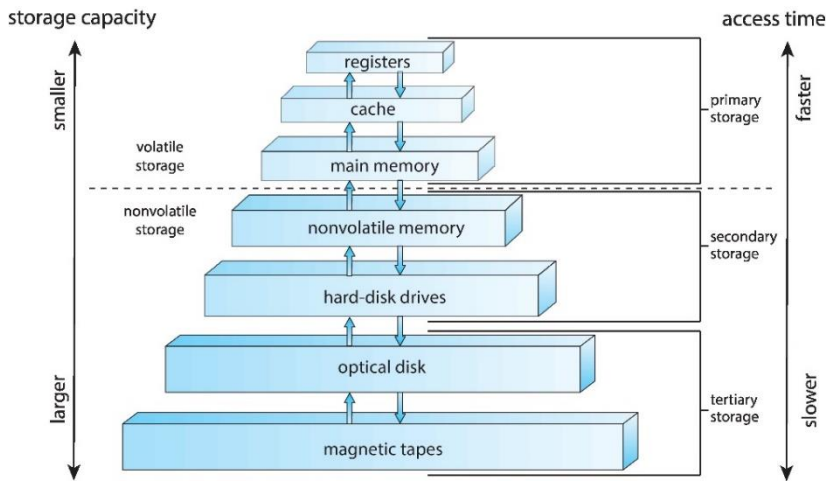 storage capacity
access time
smaller
registers
cache
main memory
primary
storage
faster
volatile
storage
nonvolatile
storage
nonvolatile memory
hard-disk drives
secondary
storage
larger
optical disk
magnetic tapes
tertiary
storage
slower